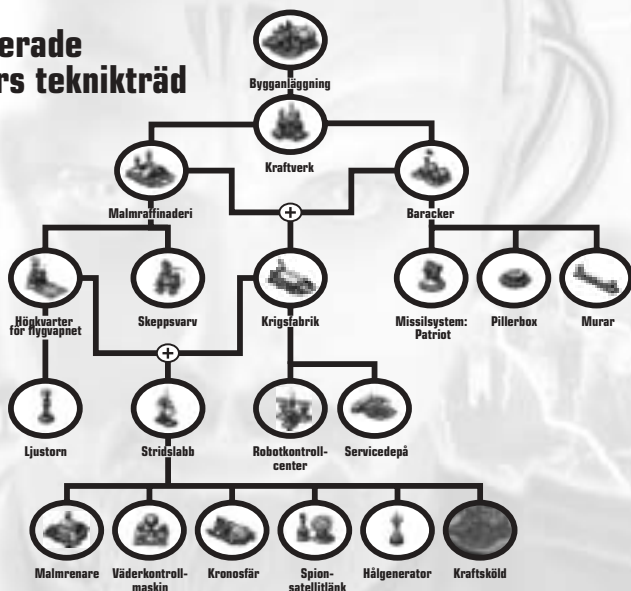 erade
rs teknikträd
Bygganläggning
Kraftverk
Malmraffinaderi
Baracker
+
Högkvarter
för flygvapnet
Skeppsvarv
Krigsfabrik
Missilsystem:
Patriot
Pillerbox
Murar
+
Ljustorn
Stridslabb
Robotkontroll-
center
Servicedepå
Malmrenare
Väderkontroll-
maskin
Kronosfär
Spion-
satellitlänk
Hålgenerator
Kraftsköld